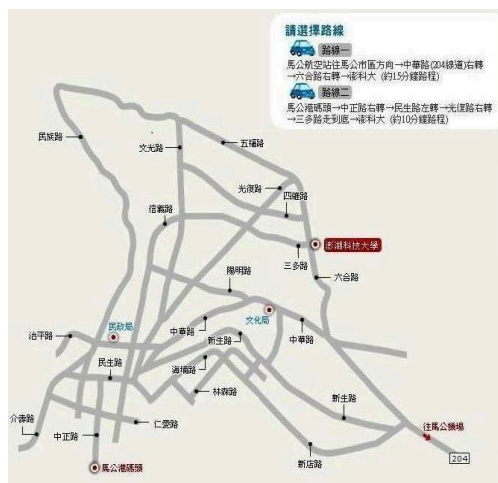 請選擇路線
路線一
馬公航空站往馬公市區方向→中華路(204線道)右轉
→六合路右轉→澎科大 (約15分鐘路程)
路線二
馬公港碼頭→中正路右轉→民生路左轉→光復路右轉
→三多路走到底→澎科大 (約10分鐘路程)
民族路
文光路
五福路
光復路
四維路
信義路
澎湖科技大學
三多路
陽明路
六合路
民政局
文化局
治平路
中華路
新生路
中華路
民生路
海埔路
林森路
新生路
介壽路
中正路
仁愛路
往馬公機場
新店路
204
馬公港碼頭